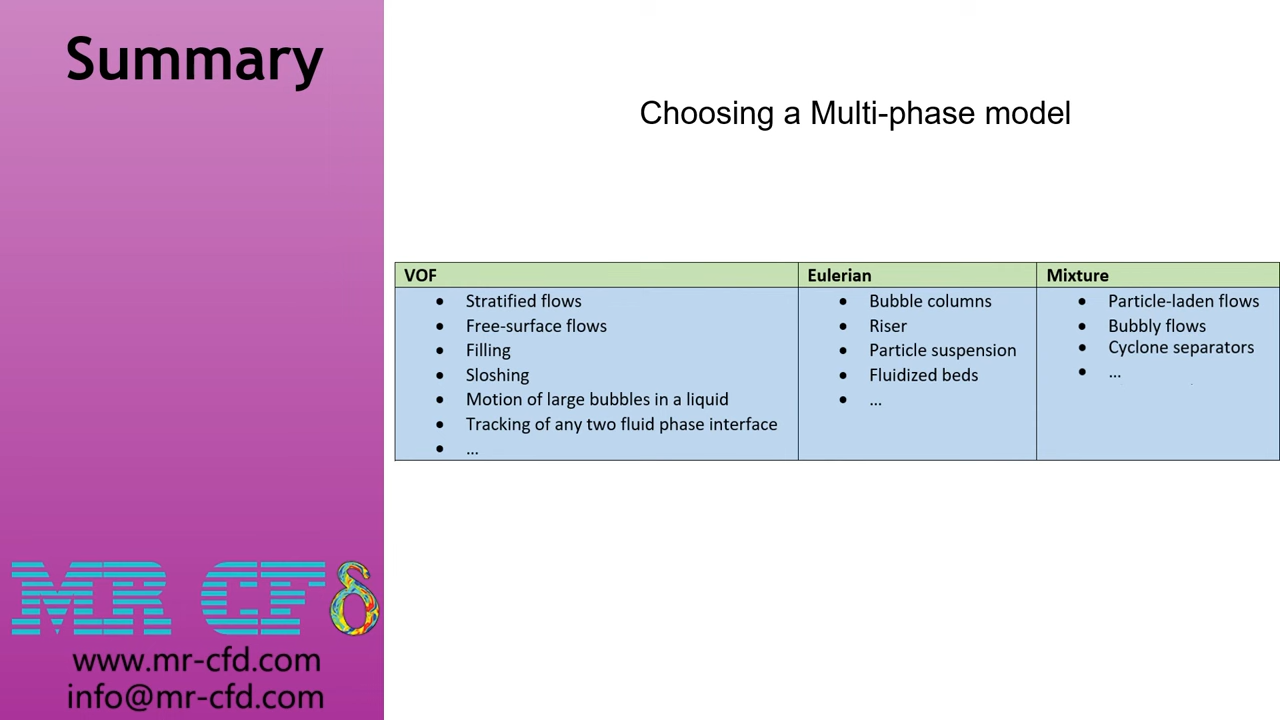 Summary
Choosing a Multi-phase model
VOF
• Stratified flows
• Free-surface flows
• Filling
• Sloshing
• Motion of large bubbles in a liquid
• Tracking of any two fluid phase interface
• ...
Eulerian
• Bubble columns
• Riser
• Particle suspension
• Fluidized beds
• ...
Mixture
• Particle-laden flows
• Bubbly flows
• Cyclone separators
• ...
MR CFδ
www.mr-cfd.com
info@mr-cfd.com